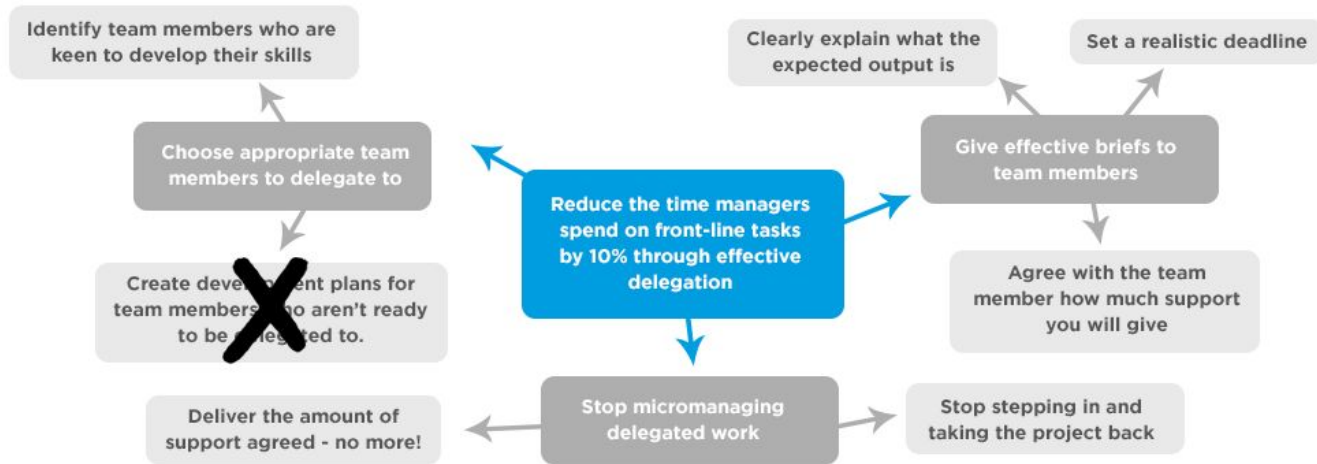 Identify team members who are
keen to develop their skills
Clearly explain what the
expected output is
Set a realistic deadline
Choose appropriate team
members to delegate to
Give effective briefs to
team members
Reduce the time managers
spend on front-line tasks
by 10% through effective
delegation
Create development plans for
team members who aren't ready
to be delegated to.
Agree with the team
member how much support
you will give
Deliver the amount of
support agreed - no more!
Stop micromanaging
delegated work
Stop stepping in and
taking the project back